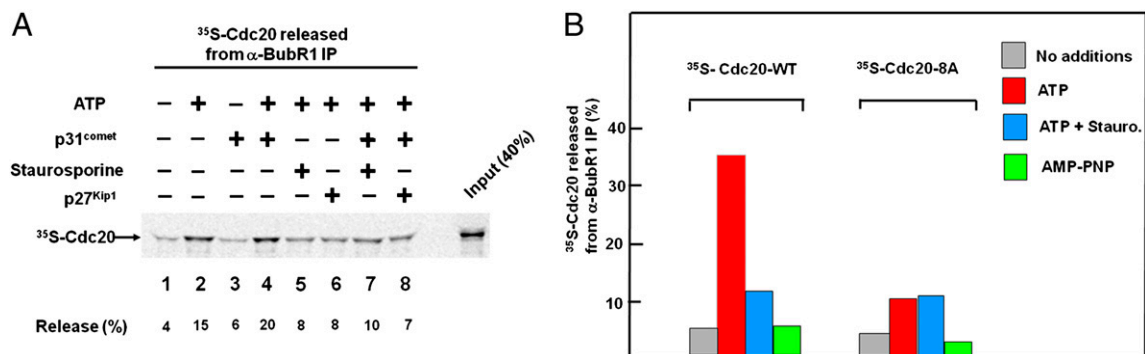 A
³⁵S-Cdc20 released
from α-BubR1 IP
ATP – + – + + + + +
p31ᶜᵒᵐᵉᵗ – – + + – – + +
Staurosporine – – – – + – + –
p27ᴷⁱᵖ¹ – – – – – + – +
Input (40%)
³⁵S-Cdc20
1 2 3 4 5 6 7 8
Release (%) 4 15 6 20 8 8 10 7
B
³⁵S-Cdc20 released
from α-BubR1 IP (%)
40
30
20
10
³⁵S- Cdc20-WT
³⁵S-Cdc20-8A
No additions
ATP
ATP + Stauro.
AMP-PNP